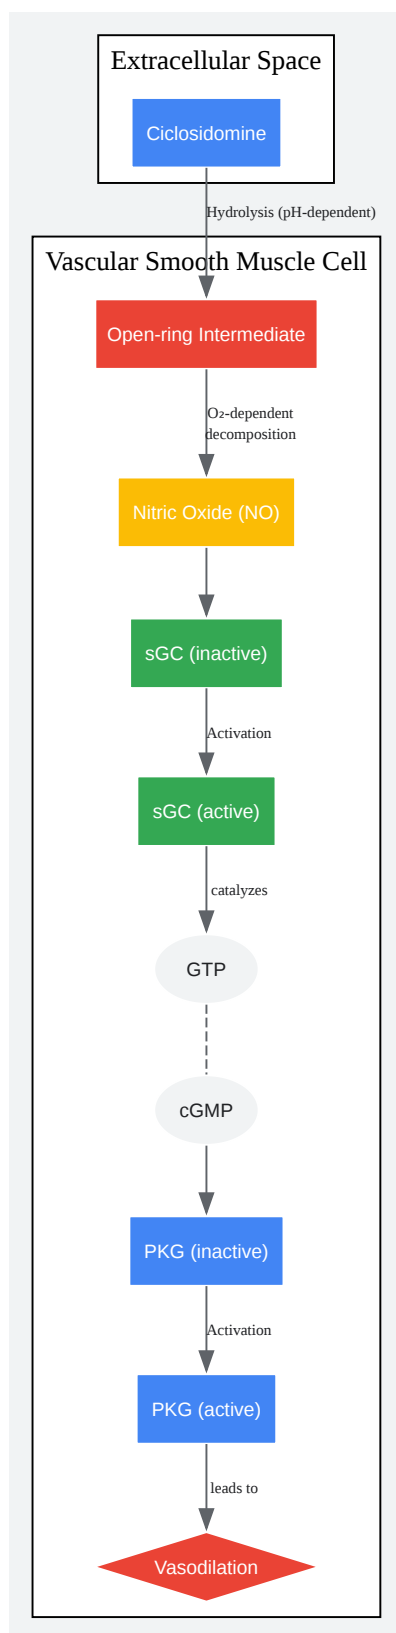 Extracellular Space
Ciclosidomine
Hydrolysis (pH-dependent)
Vascular Smooth Muscle Cell
Open-ring Intermediate
O₂-dependent
decomposition
Nitric Oxide (NO)
sGC (inactive)
Activation
sGC (active)
catalyzes
GTP
cGMP
PKG (inactive)
Activation
PKG (active)
leads to
Vasodilation